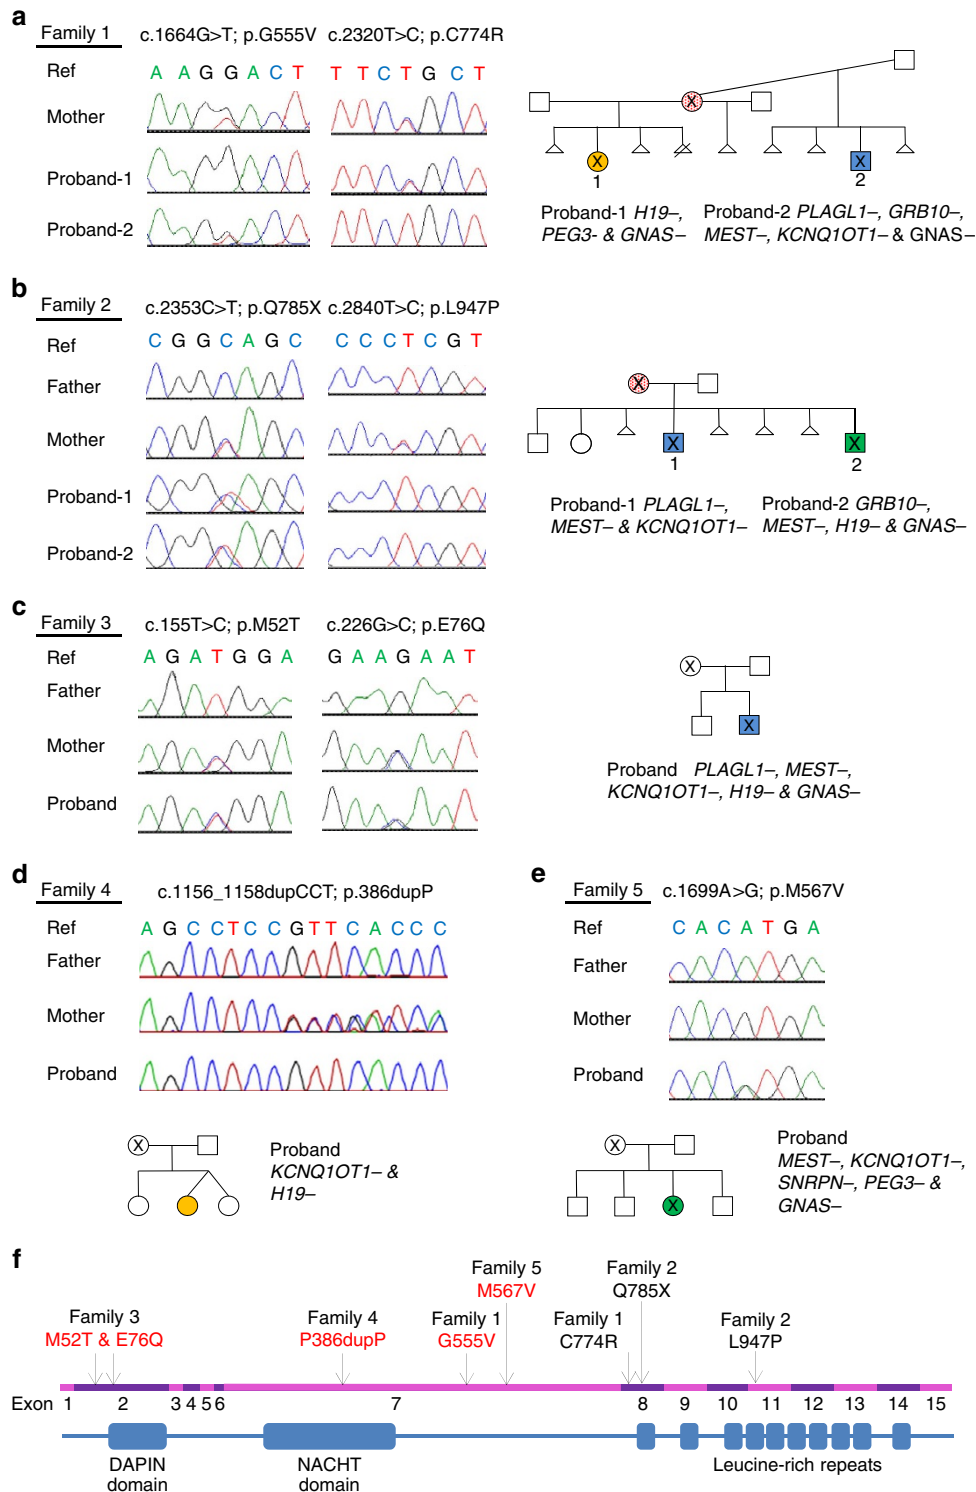 a
Family 1 c.1664G>T; p.G555V c.2320T>C; p.C774R
Ref A A G G A C T T T C T G C T
Mother
Proband-1
Proband-2
X
X
X
1
2
Proband-1 H19–,
PEG3- & GNAS–
Proband-2 PLAGL1–, GRB10–,
MEST–, KCNQ1OT1– & GNAS–
b
Family 2 c.2353C>T; p.Q785X c.2840T>C; p.L947P
Ref C G G C A G C C C C T C G T
Father
Mother
Proband-1
Proband-2
X
X
X
1
2
Proband-1 PLAGL1–,
MEST– & KCNQ1OT1–
Proband-2 GRB10–,
MEST–, H19– & GNAS–
c
Family 3 c.155T>C; p.M52T c.226G>C; p.E76Q
Ref A G A T G G A G A A G A A T
Father
Mother
Proband
X
X
Proband PLAGL1–, MEST–,
KCNQ1OT1–, H19– & GNAS–
d
Family 4 c.1156_1158dupCCT; p.386dupP
Ref A G C C T C C G T T C A C C C
Father
Mother
Proband
X
Proband
KCNQ1OT1– &
H19–
e
Family 5 c.1699A>G; p.M567V
Ref C A C A T G A
Father
Mother
Proband
X
X
Proband
MEST–, KCNQ1OT1–,
SNRPN–, PEG3– &
GNAS–
f
Family 3
M52T & E76Q
Family 4
P386dupP
Family 1
G555V
Family 5
M567V
Family 1
C774R
Family 2
Q785X
Family 2
L947P
Exon 1 2 3 4 5 6 7 8 9 10 11 12 13 14 15
DAPIN
domain
NACHT
domain
Leucine-rich repeats